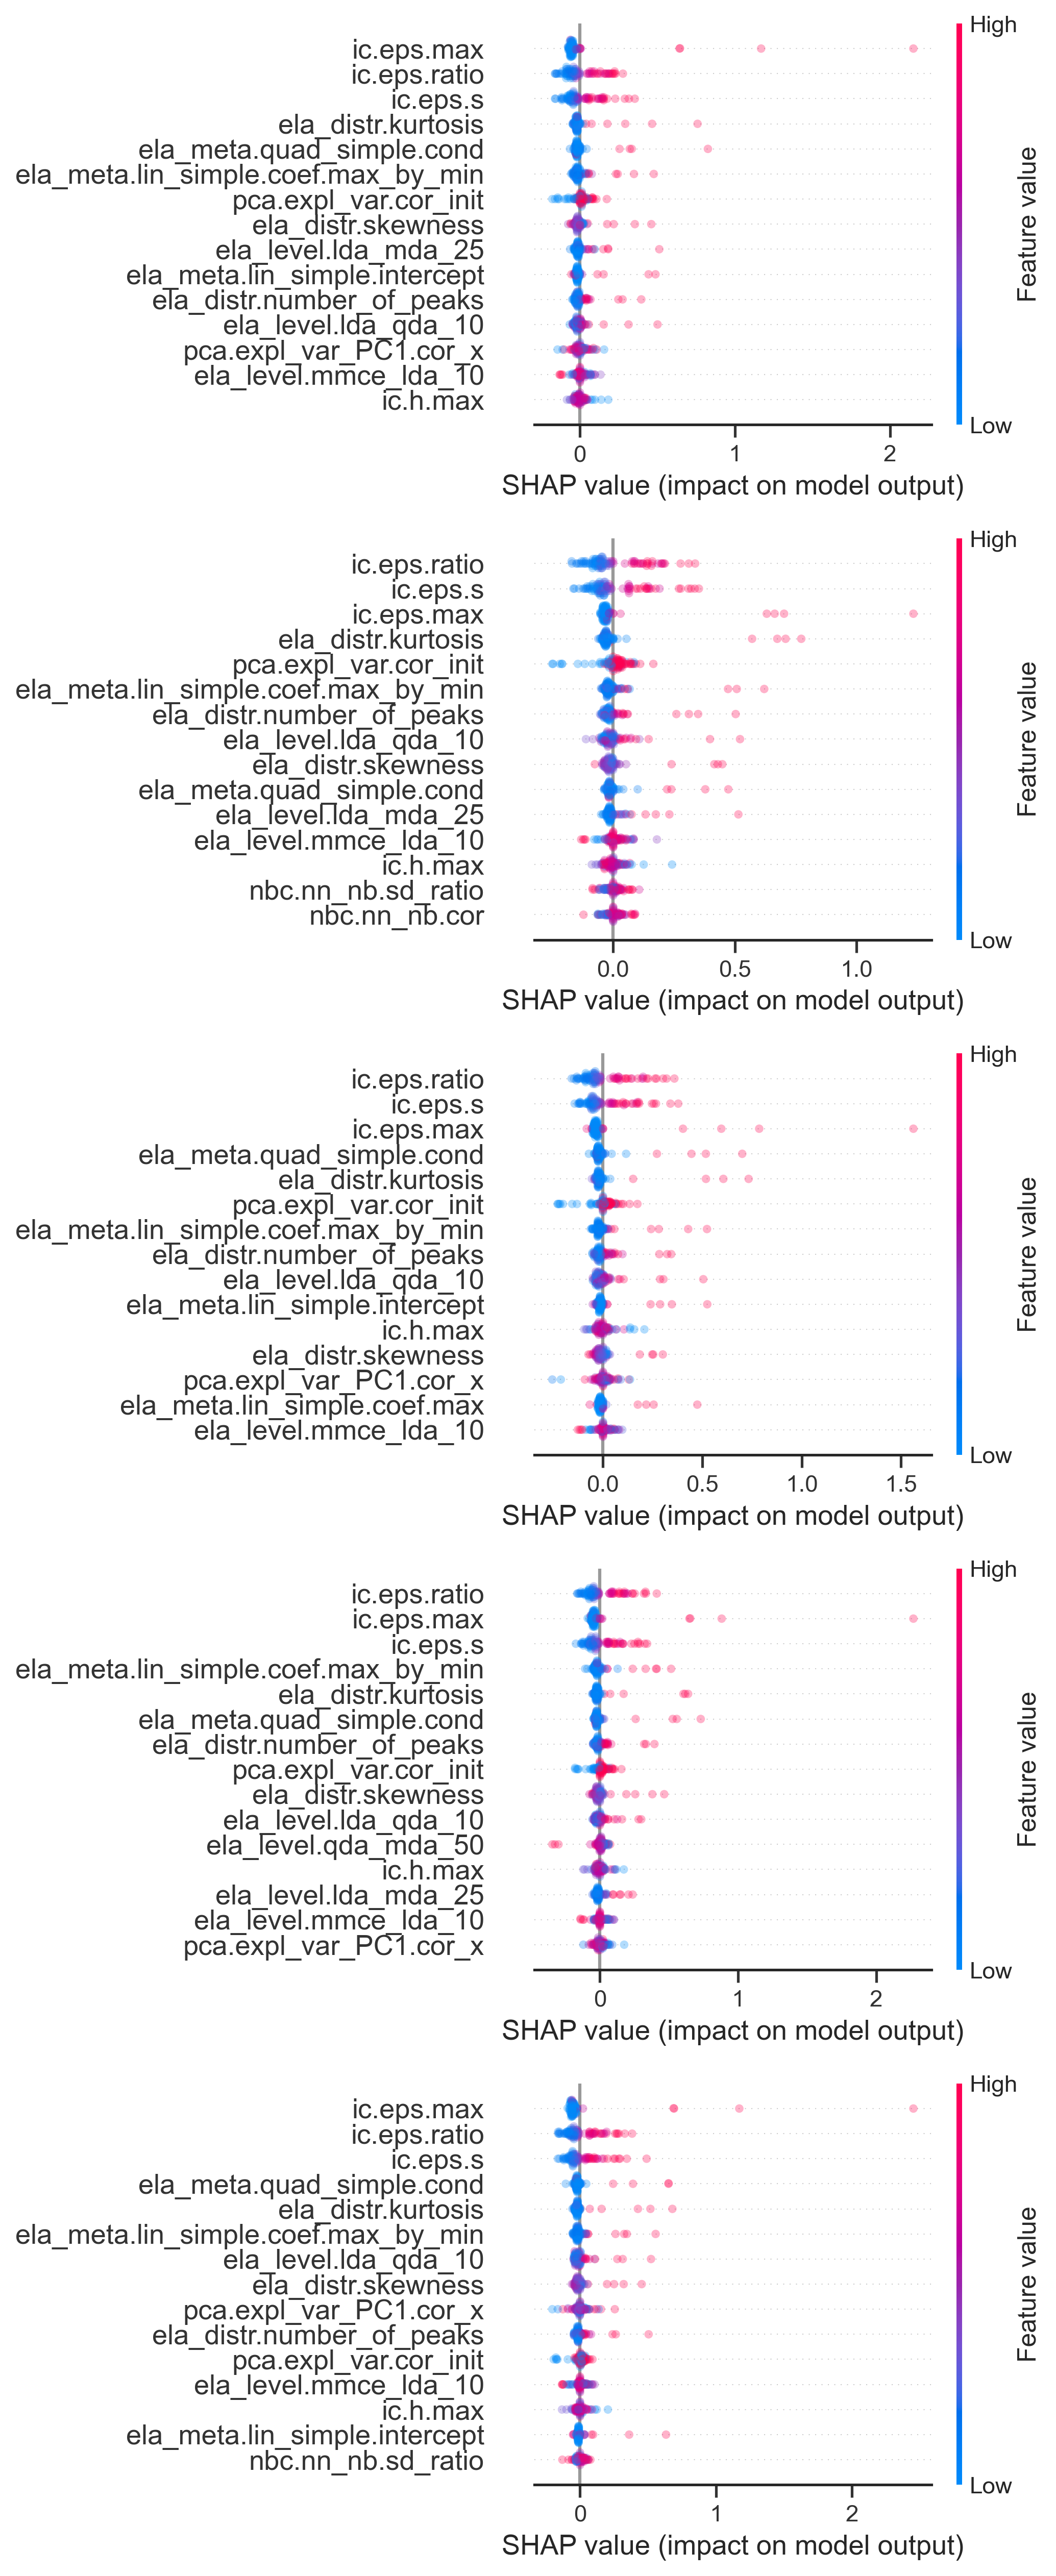 High
ic.eps.max
ic.eps.ratio
ic.eps.s
ela_distr.kurtosis
ela_meta.quad_simple.cond
ela_meta.lin_simple.coef.max_by_min
pca.expl_var.cor_init
ela_distr.skewness
ela_level.lda_mda_25
ela_meta.lin_simple.intercept
ela_distr.number_of_peaks
ela_level.lda_qda_10
pca.expl_var_PC1.cor_x
ela_level.mmce_lda_10
ic.h.max
Feature value
Low
0 1 2
SHAP value (impact on model output)
High
ic.eps.ratio
ic.eps.s
ic.eps.max
ela_distr.kurtosis
pca.expl_var.cor_init
ela_meta.lin_simple.coef.max_by_min
ela_distr.number_of_peaks
ela_level.lda_qda_10
ela_distr.skewness
ela_meta.quad_simple.cond
ela_level.lda_mda_25
ela_level.mmce_lda_10
ic.h.max
nbc.nn_nb.sd_ratio
nbc.nn_nb.cor
Feature value
Low
0.0 0.5 1.0
SHAP value (impact on model output)
High
ic.eps.ratio
ic.eps.s
ic.eps.max
ela_meta.quad_simple.cond
ela_distr.kurtosis
pca.expl_var.cor_init
ela_meta.lin_simple.coef.max_by_min
ela_distr.number_of_peaks
ela_level.lda_qda_10
ela_meta.lin_simple.intercept
ic.h.max
ela_distr.skewness
pca.expl_var_PC1.cor_x
ela_meta.lin_simple.coef.max
ela_level.mmce_lda_10
Feature value
Low
0.0 0.5 1.0 1.5
SHAP value (impact on model output)
High
ic.eps.ratio
ic.eps.max
ic.eps.s
ela_meta.lin_simple.coef.max_by_min
ela_distr.kurtosis
ela_meta.quad_simple.cond
ela_distr.number_of_peaks
pca.expl_var.cor_init
ela_distr.skewness
ela_level.lda_qda_10
ela_level.qda_mda_50
ic.h.max
ela_level.lda_mda_25
ela_level.mmce_lda_10
pca.expl_var_PC1.cor_x
Feature value
Low
0 1 2
SHAP value (impact on model output)
High
ic.eps.max
ic.eps.ratio
ic.eps.s
ela_meta.quad_simple.cond
ela_distr.kurtosis
ela_meta.lin_simple.coef.max_by_min
ela_level.lda_qda_10
ela_distr.skewness
pca.expl_var_PC1.cor_x
ela_distr.number_of_peaks
pca.expl_var.cor_init
ela_level.mmce_lda_10
ic.h.max
ela_meta.lin_simple.intercept
nbc.nn_nb.sd_ratio
Feature value
Low
0 1 2
SHAP value (impact on model output)